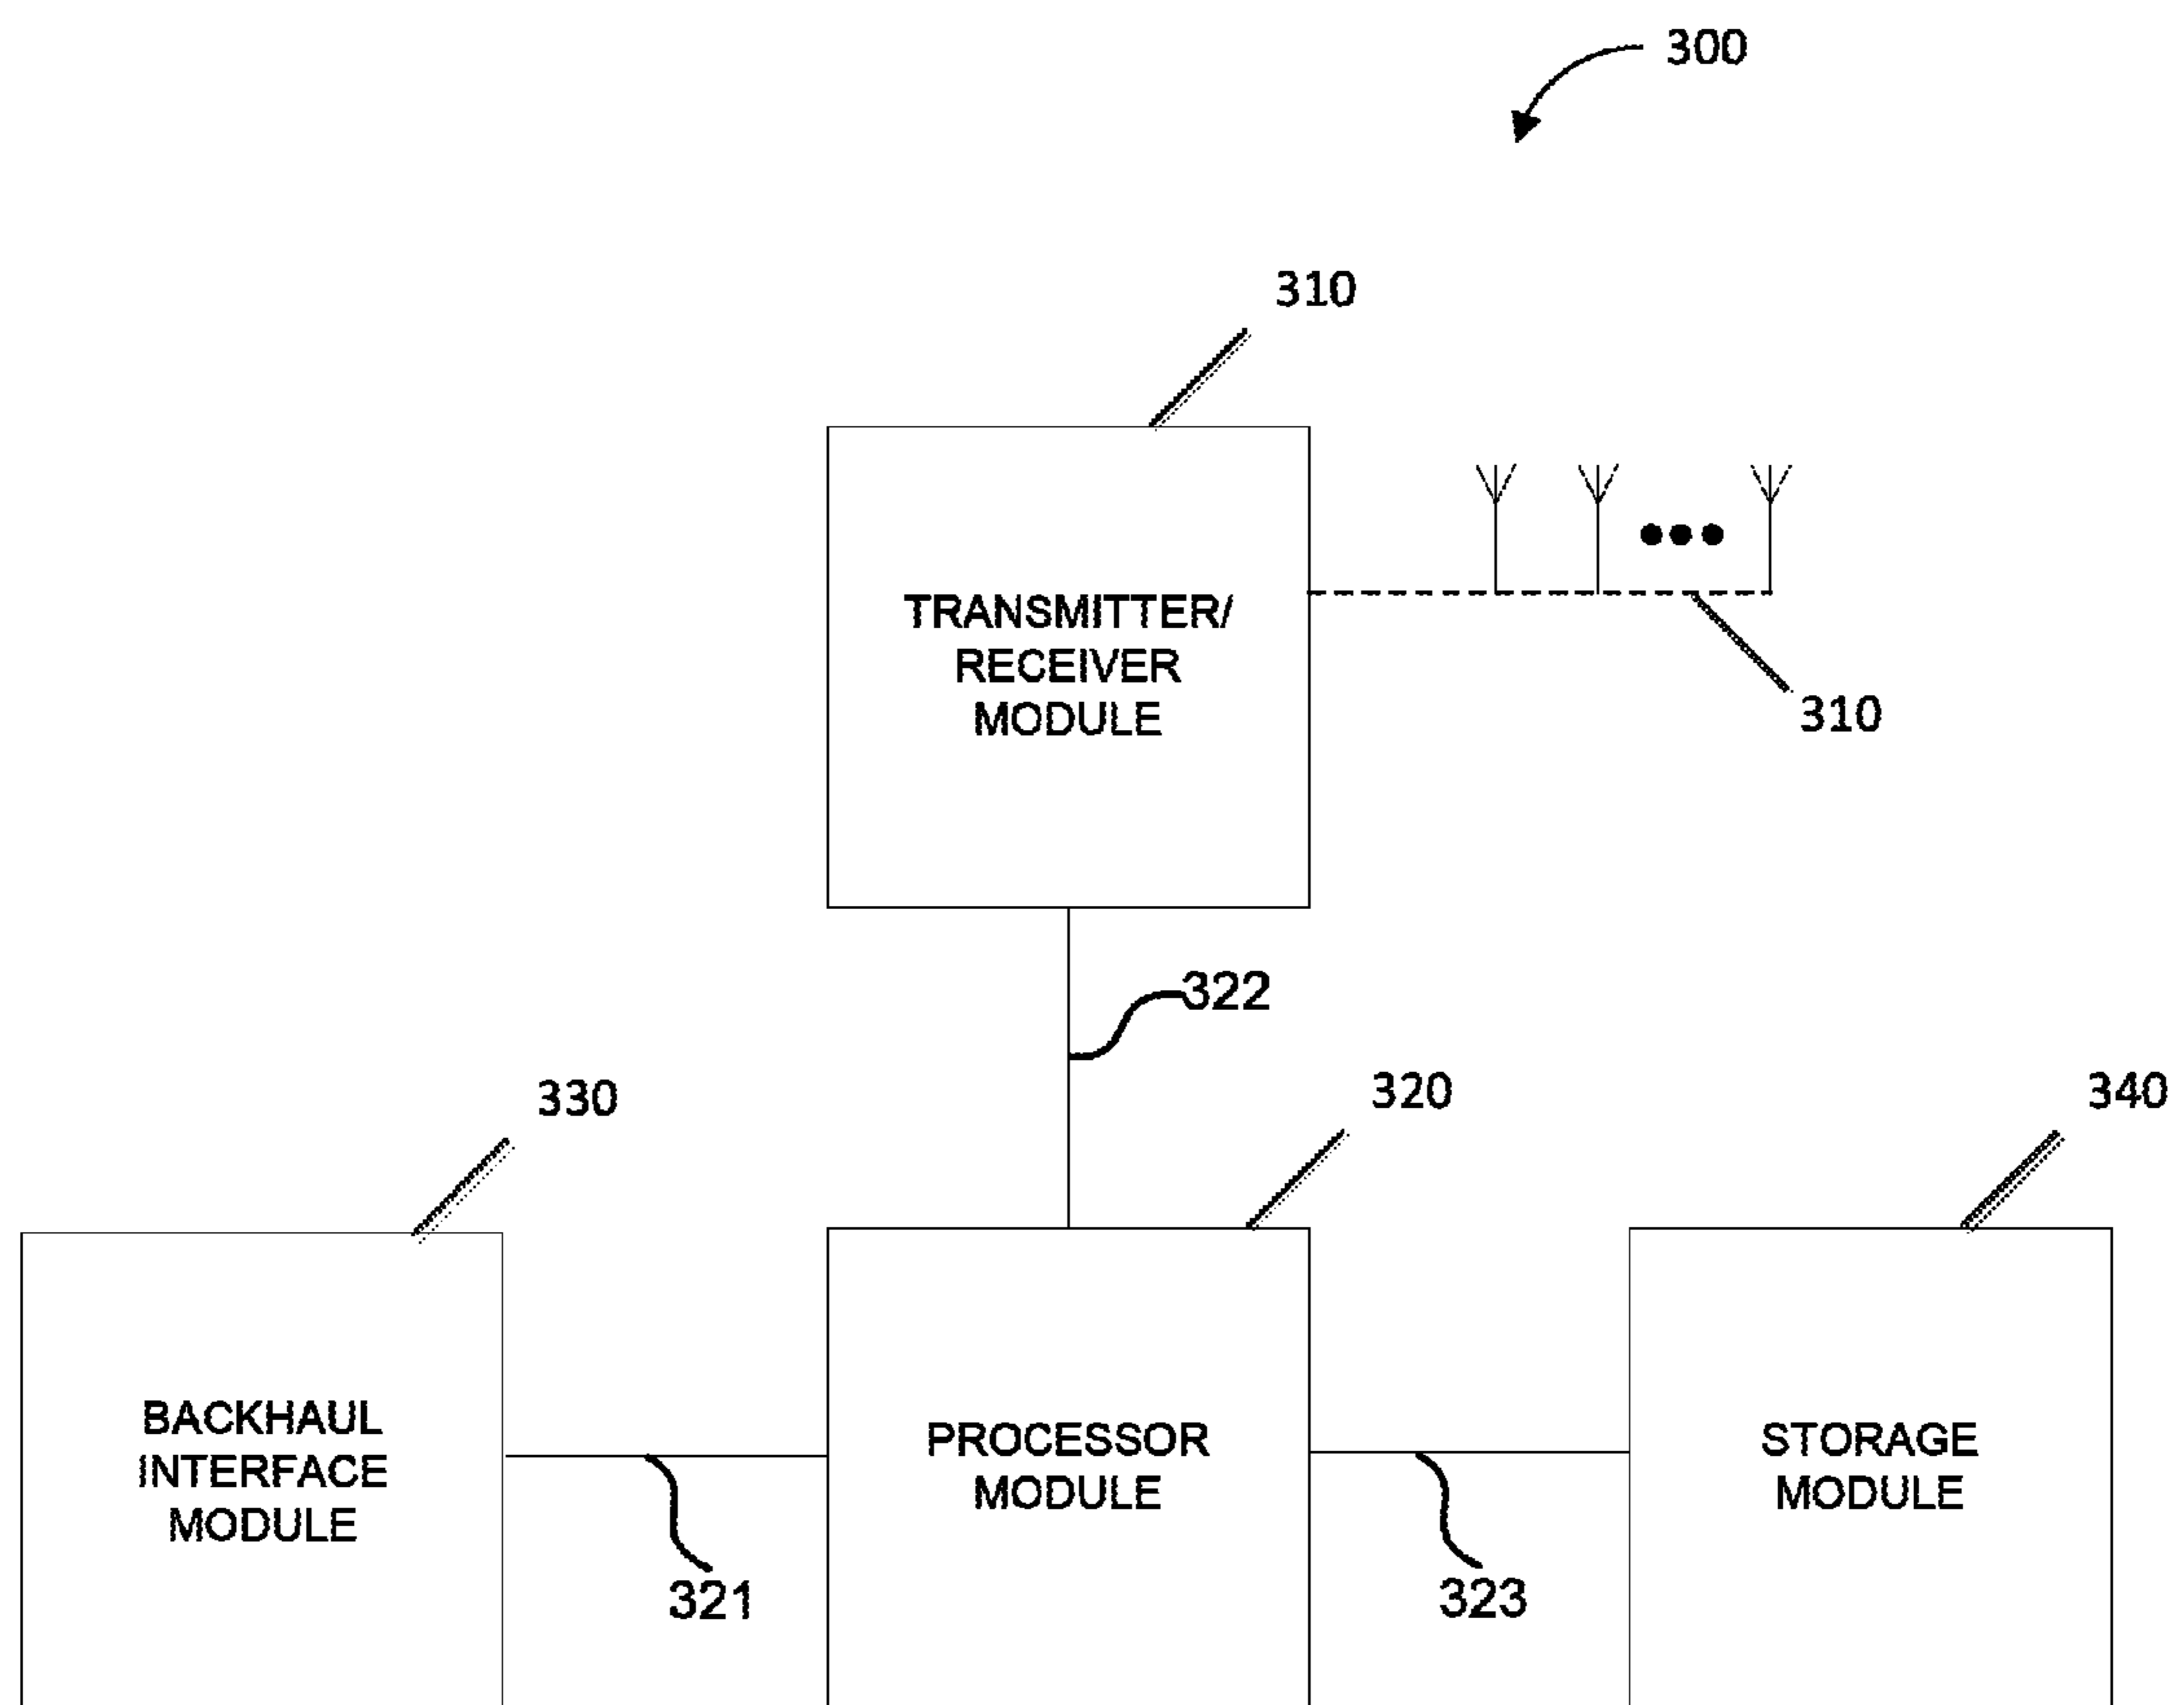 300
310
TRANSMITTER/
RECEIVER
MODULE
310
322
330
320
340
BACKHAUL
INTERFACE
MODULE
PROCESSOR
MODULE
STORAGE
MODULE
321
323